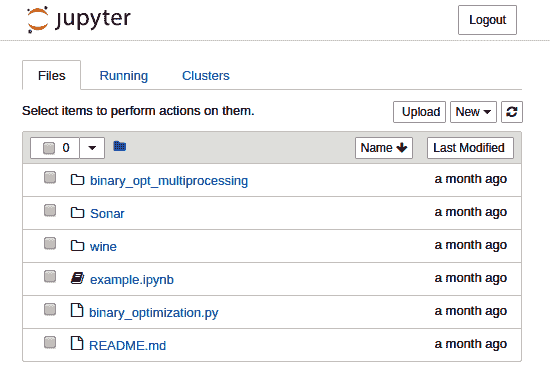 jupyter Logout
Files Running Clusters
Select items to perform actions on them. Upload New
0 Name Last Modified
binary_opt_multiprocessing a month ago
Sonar a month ago
wine a month ago
example.ipynb a month ago
binary_optimization.py a month ago
README.md a month ago